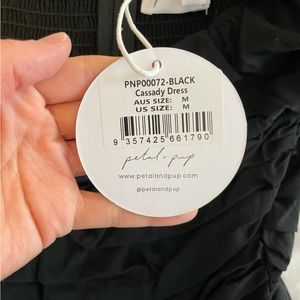 PNP00072-BLACK
Cassady Dress
AUS SIZE: M
US SIZE: M
9 357425 661790
petal + pup
www.petalandpup.com
@petalandpup